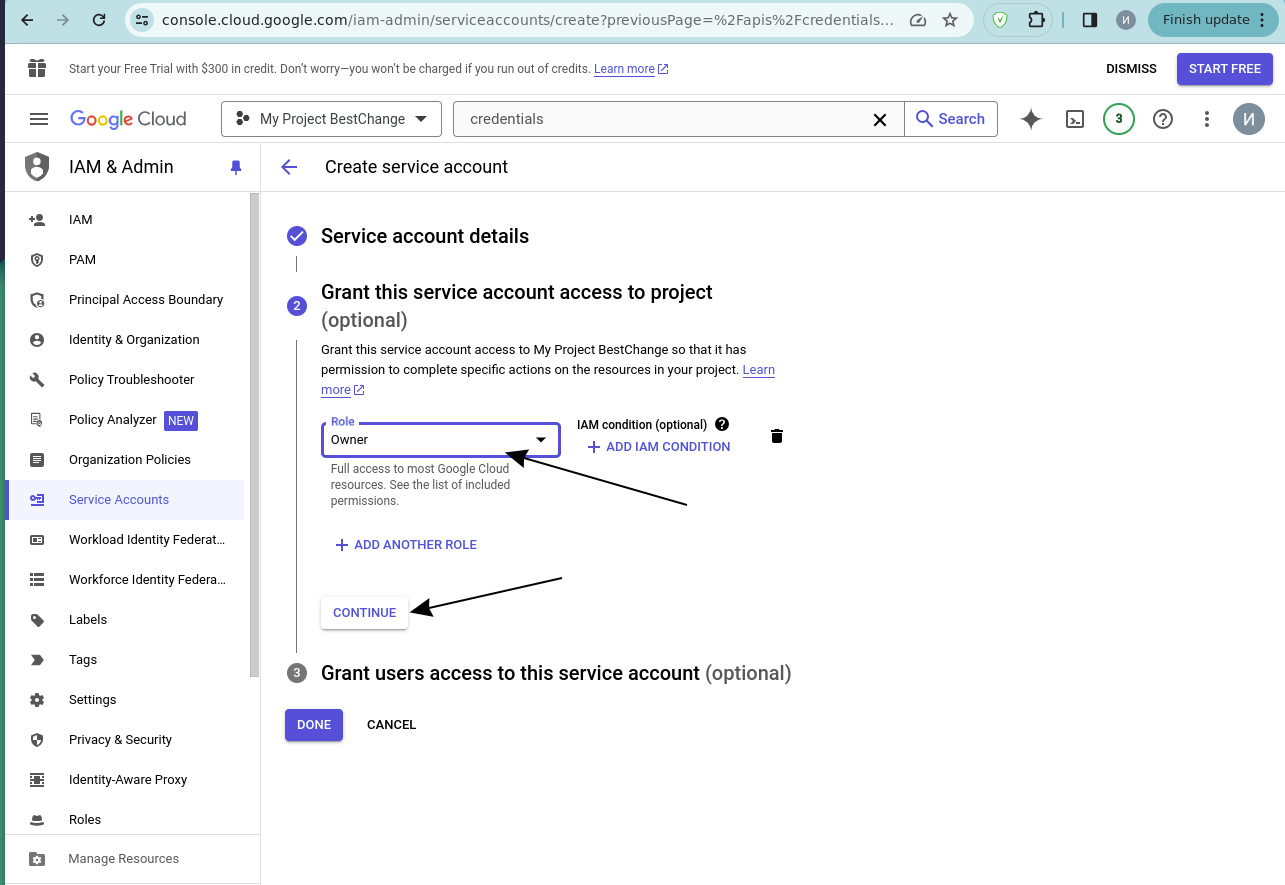 console.cloud.google.com/iam-admin/serviceaccounts/create?previousPage=%2Fapis%2Fcredentials...
И
Finish update
Start your Free Trial with $300 in credit. Don’t worry—you won’t be charged if you run out of credits. Learn more
DISMISS
START FREE
Google Cloud
My Project BestChange
credentials
Search
3
И
IAM & Admin
Create service account
IAM
PAM
Principal Access Boundary
Identity & Organization
Policy Troubleshooter
Policy Analyzer NEW
Organization Policies
Service Accounts
Workload Identity Federat...
Workforce Identity Federa...
Labels
Tags
Settings
Privacy & Security
Identity-Aware Proxy
Roles
Manage Resources
Service account details
2
Grant this service account access to project
(optional)
Grant this service account access to My Project BestChange so that it has
permission to complete specific actions on the resources in your project. Learn
more
Role
Owner
IAM condition (optional) ?
+ ADD IAM CONDITION
Full access to most Google Cloud
resources. See the list of included
permissions.
+ ADD ANOTHER ROLE
CONTINUE
3
Grant users access to this service account (optional)
DONE
CANCEL